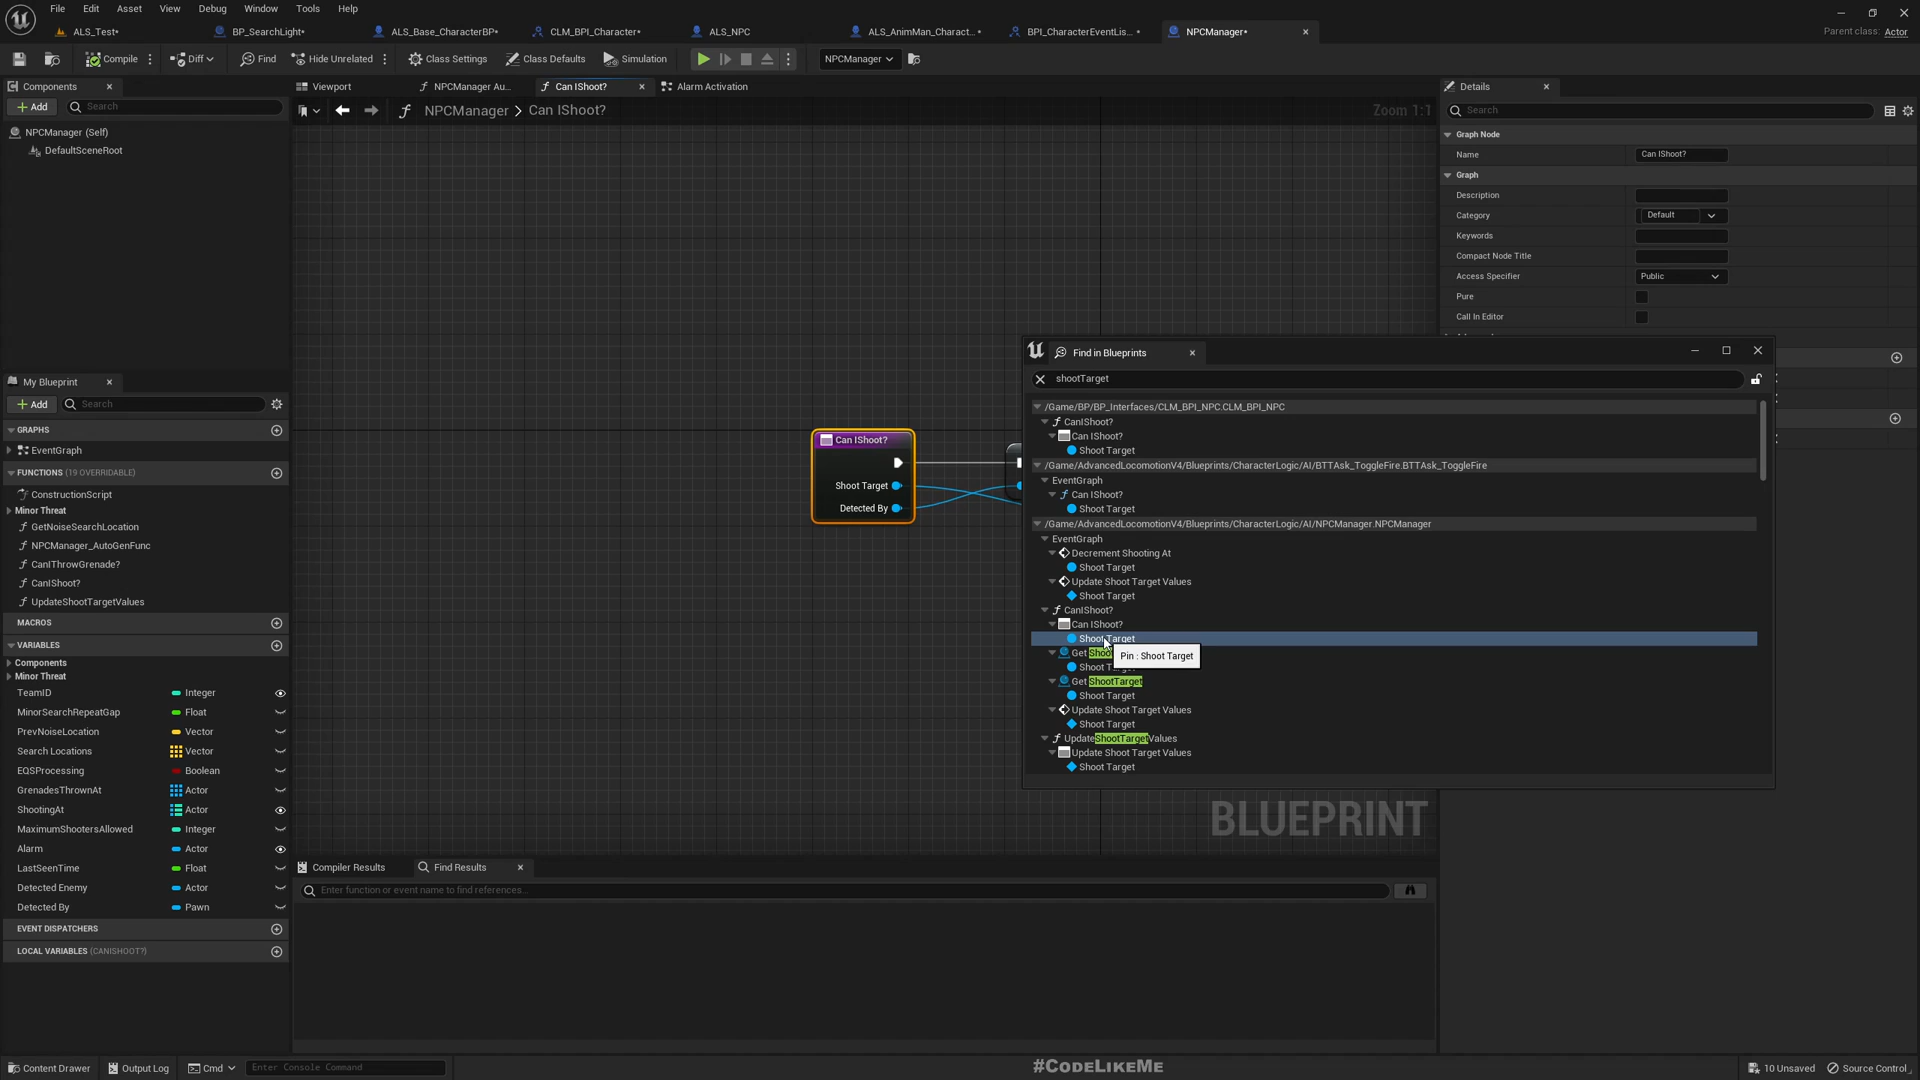 File Edit Asset View Debug Window Tools Help
ALS_Test* BP_SearchLight* ALS_Base_CharacterBP* CLM_BPI_Character* ALS_NPC ALS_AnimMan_Charact...* BPI_CharacterEventLis...* NPCManager* Parent class: Actor
Compile Diff Find Hide Unrelated Class Settings Class Defaults Simulation NPCManager
Components
Add Search
NPCManager (Self)
DefaultSceneRoot
Viewport NPCManager Au... Can IShoot? Alarm Activation
NPCManager > Can IShoot? Zoom 1:1
Can IShoot?
Shoot Target
Detected By
BLUEPRINT
My Blueprint
Add Search
GRAPHS
EventGraph
FUNCTIONS (19 OVERRIDABLE)
ConstructionScript
Minor Threat
GetNoiseSearchLocation
NPCManager_AutoGenFunc
CanIThrowGrenade?
CanIShoot?
UpdateShootTargetValues
MACROS
VARIABLES
Components
Minor Threat
TeamID Integer
MinorSearchRepeatGap Float
PrevNoiseLocation Vector
Search Locations Vector
EQSProcessing Boolean
GrenadesThrownAt Actor
ShootingAt Actor
MaximumShootersAllowed Integer
Alarm Actor
LastSeenTime Float
Detected Enemy Actor
Detected By Pawn
EVENT DISPATCHERS
LOCAL VARIABLES (CANISHOOT?)
Details
Search
Graph Node
Name Can IShoot?
Graph
Description
Category Default
Keywords
Compact Node Title
Access Specifier Public
Pure
Call In Editor
Find in Blueprints
shootTarget
/Game/BP/BP_Interfaces/CLM_BPI_NPC.CLM_BPI_NPC
CanIShoot?
Can IShoot?
Shoot Target
/Game/AdvancedLocomotionV4/Blueprints/CharacterLogic/AI/BTTAsk_ToggleFire.BTTAsk_ToggleFire
EventGraph
Can IShoot?
Shoot Target
/Game/AdvancedLocomotionV4/Blueprints/CharacterLogic/AI/NPCManager.NPCManager
EventGraph
Decrement Shooting At
Shoot Target
Update Shoot Target Values
Shoot Target
CanIShoot?
Can IShoot?
Shoot Target
Pin : Shoot Target
Get Shoot
Shoot
Get ShootTarget
Shoot Target
Update Shoot Target Values
Shoot Target
UpdateShootTargetValues
Update Shoot Target Values
Shoot Target
Compiler Results Find Results
Enter function or event name to find references...
Content Drawer Output Log Cmd Enter Console Command #CODELIKEME 10 Unsaved Source Control